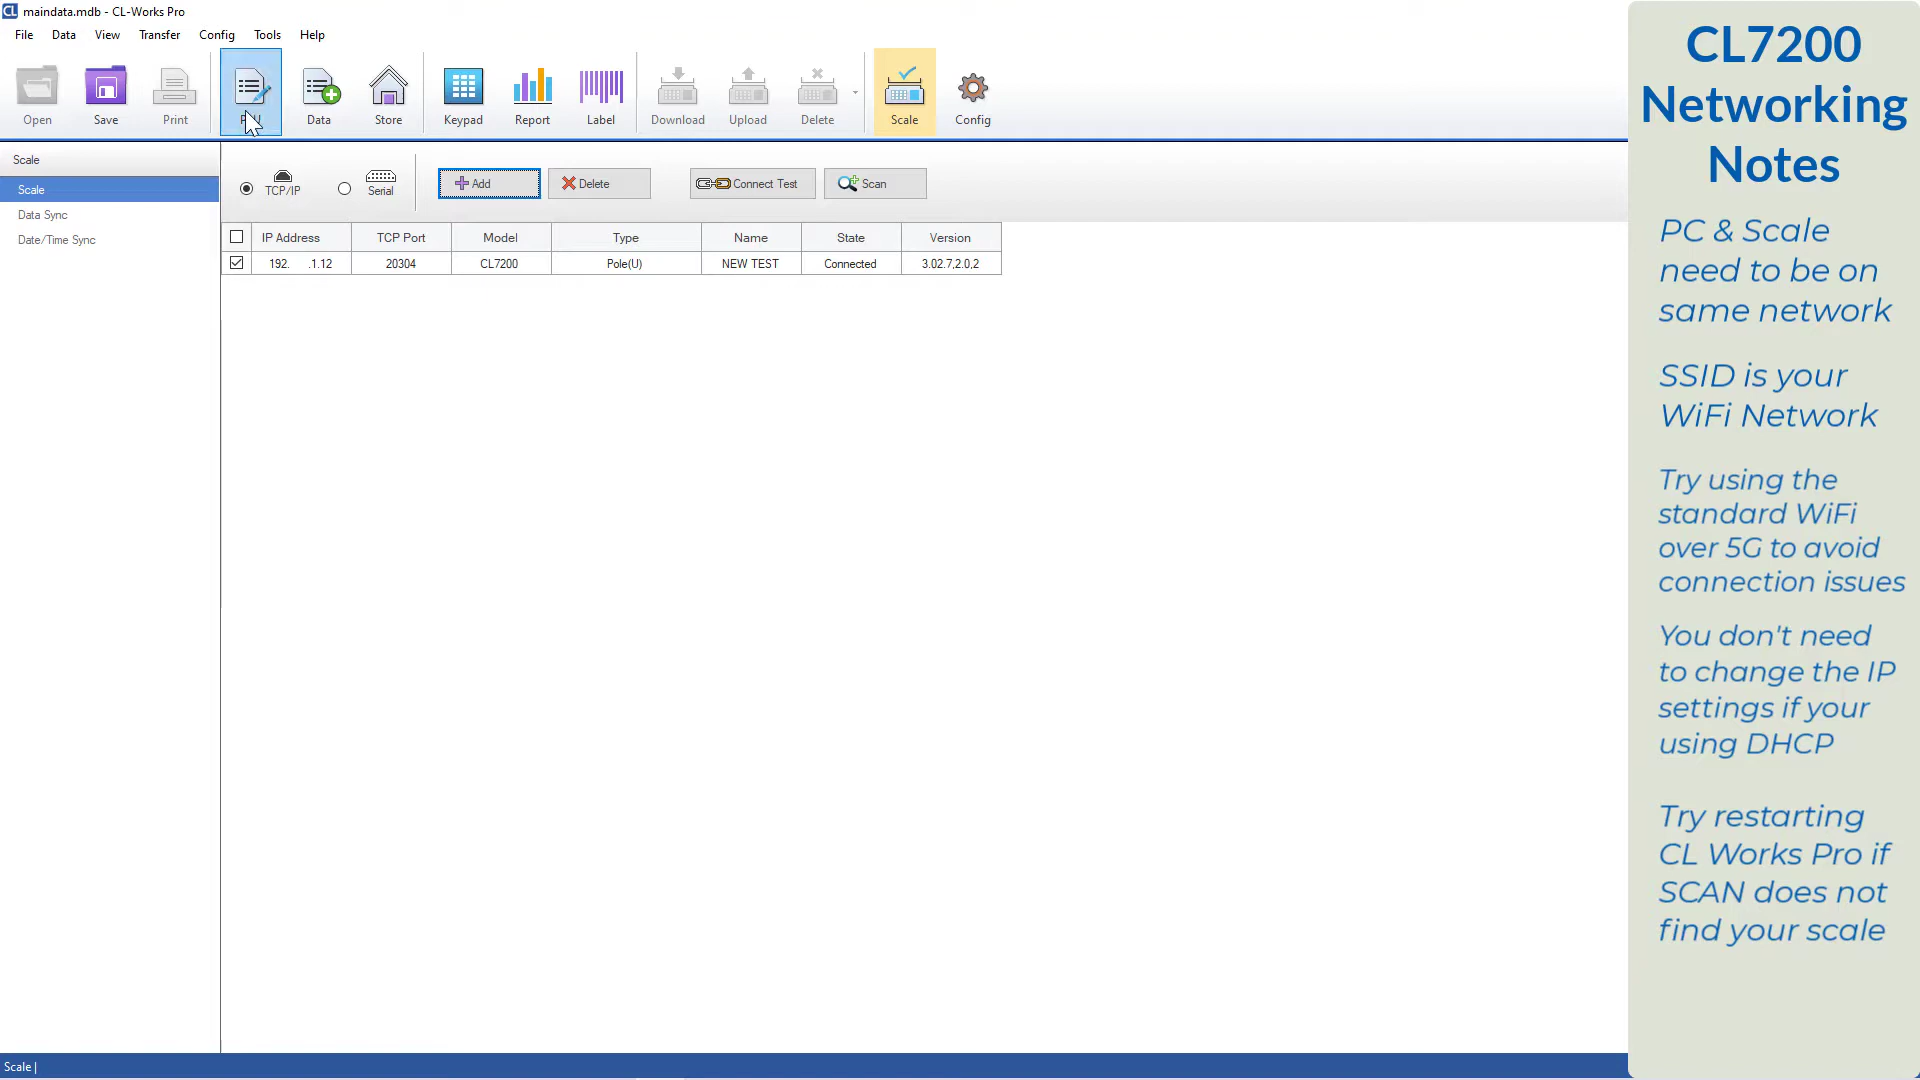 maindata.mdb - CL-Works Pro
File Data View Transfer Config Tools Help
Open Save Print Data Store Keypad Report Label Download Upload Delete Scale Config
Scale
Scale
Data Sync
Date/Time Sync
TCP/IP Serial Add Delete Connect Test Scan
IP Address TCP Port Model Type Name State Version
192. .1.12 20304 CL7200 Pole(U) NEW TEST Connected 3.02.7,2.0,2
Scale |
CL7200
Networking
Notes
PC & Scale
need to be on
same network
SSID is your
WiFi Network
Try using the
standard WiFi
over 5G to avoid
connection issues
You don't need
to change the IP
settings if your
using DHCP
Try restarting
CL Works Pro if
SCAN does not
find your scale